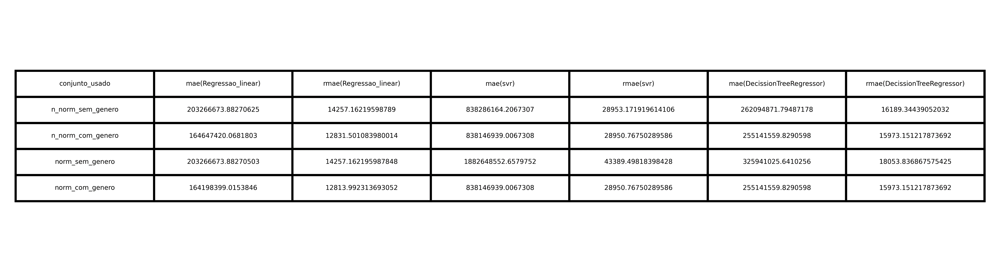 conjunto_usado mae(Regressao_linear) rmae(Regressao_linear) mae(svr) rmae(svr) mae(DecissionTreeRegressor) rmae(DecissionTreeRegressor)
n_norm_sem_genero 203266673.88270625 14257.16219598789 838286164.2067307 28953.171919614106 262094871.79487178 16189.34439052032
n_norm_com_genero 164647420.0681803 12831.501083980014 838146939.0067308 28950.76750289586 255141559.8290598 15973.151217873692
norm_sem_genero 203266673.88270503 14257.162195987848 1882648552.6579752 43389.49818398428 325941025.6410256 18053.836867575425
norm_com_genero 164198399.0153846 12813.992313693052 838146939.0067308 28950.76750289586 255141559.8290598 15973.151217873692